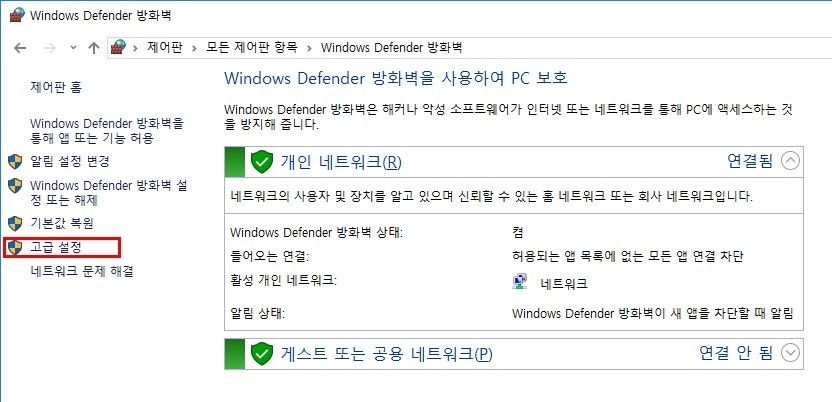 Windows Defender 방화벽
제어판 > 모든 제어판 항목 > Windows Defender 방화벽
제어판 홈
Windows Defender 방화벽을
통해 앱 또는 기능 허용
알림 설정 변경
Windows Defender 방화벽 설
정 또는 해제
기본값 복원
고급 설정
네트워크 문제 해결
Windows Defender 방화벽을 사용하여 PC 보호
Windows Defender 방화벽은 해커나 악성 소프트웨어가 인터넷 또는 네트워크를 통해 PC에 액세스하는 것
을 방지해 줍니다.
개인 네트워크(R) 연결됨
네트워크의 사용자 및 장치를 알고 있으며 신뢰할 수 있는 홈 네트워크 또는 회사 네트워크입니다.
Windows Defender 방화벽 상태: 켬
들어오는 연결: 허용되는 앱 목록에 없는 모든 앱 연결 차단
활성 개인 네트워크: 네트워크
알림 상태: Windows Defender 방화벽이 새 앱을 차단할 때 알림
게스트 또는 공용 네트워크(P) 연결 안 됨